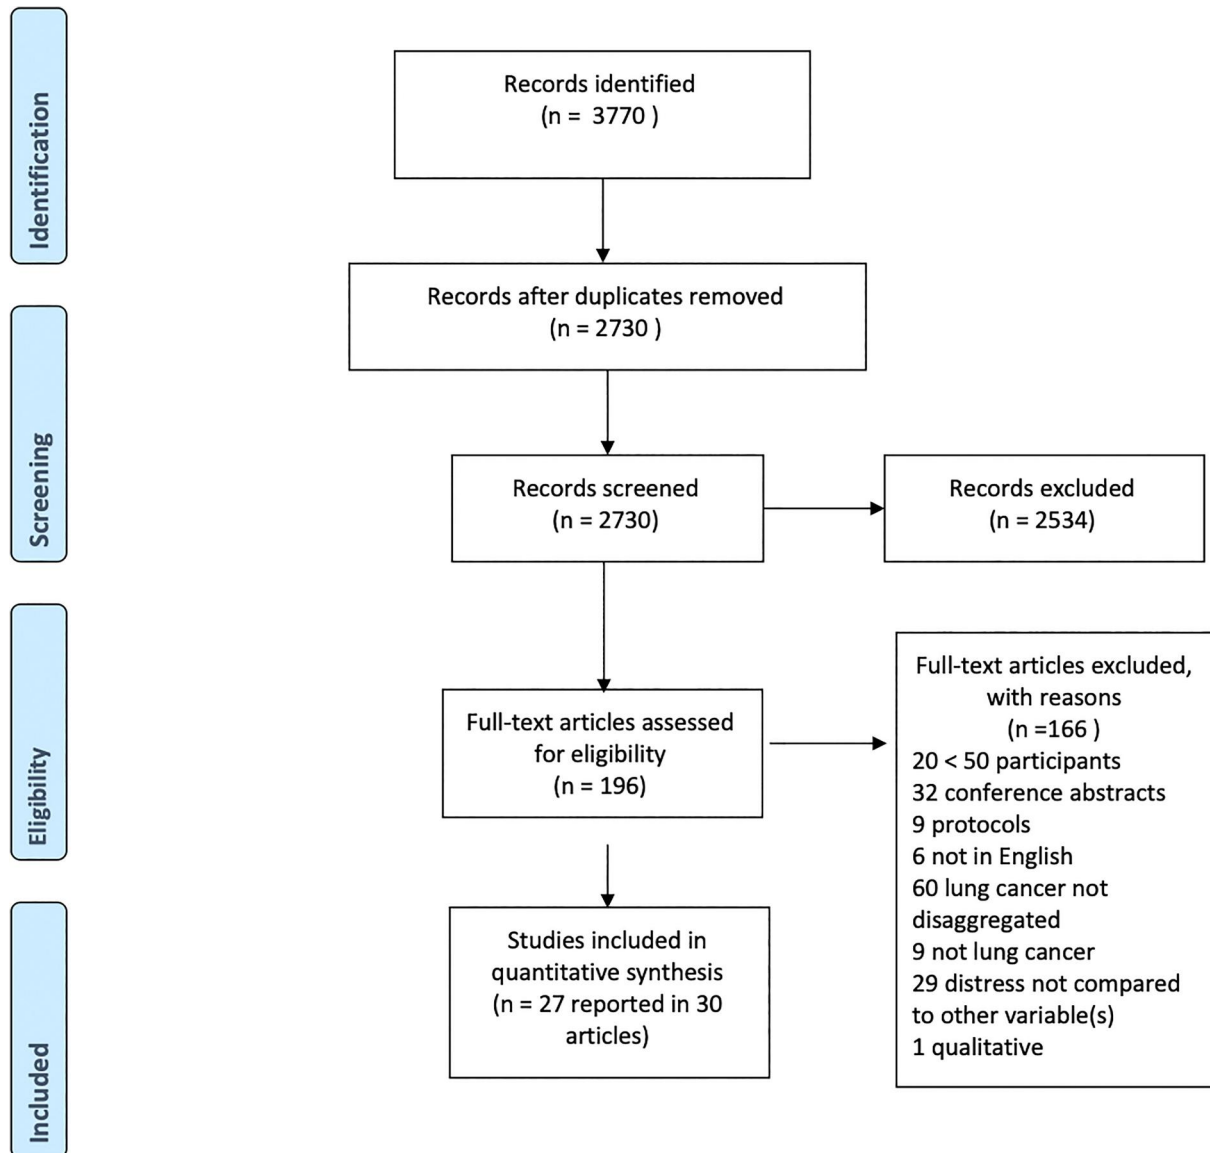 Identification
Records identified
(n =  3770 )
Records after duplicates removed
(n = 2730 )
Screening
Records screened
(n = 2730)
Records excluded
(n = 2534)
Eligibility
Full-text articles assessed
for eligibility
(n = 196)
Full-text articles excluded,
with reasons
(n =166 )
20 < 50 participants
32 conference abstracts
9 protocols
6 not in English
60 lung cancer not
disaggregated
9 not lung cancer
29 distress not compared
to other variable(s)
1 qualitative
Included
Studies included in
quantitative synthesis
(n = 27 reported in 30
articles)